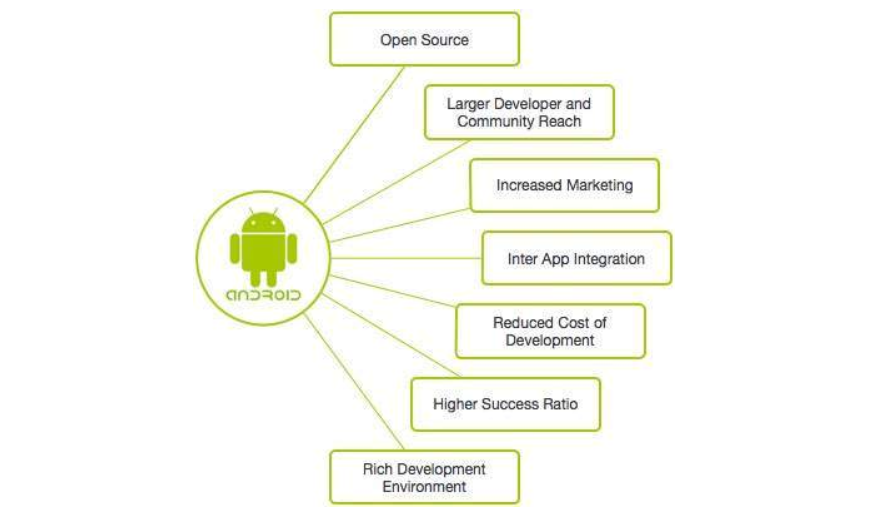 Open Source
Larger Developer and
Community Reach
Increased Marketing
Inter App Integration
Reduced Cost of
Development
Higher Success Ratio
Rich Development
Environment
ANDROID